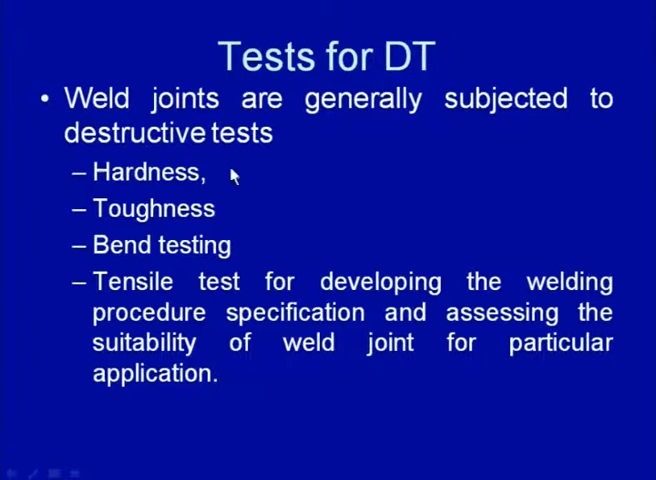 Tests for DT
• Weld joints are generally subjected to
destructive tests
– Hardness,
– Toughness
– Bend testing
– Tensile test for developing the welding
procedure specification and assessing the
suitability of weld joint for particular
application.